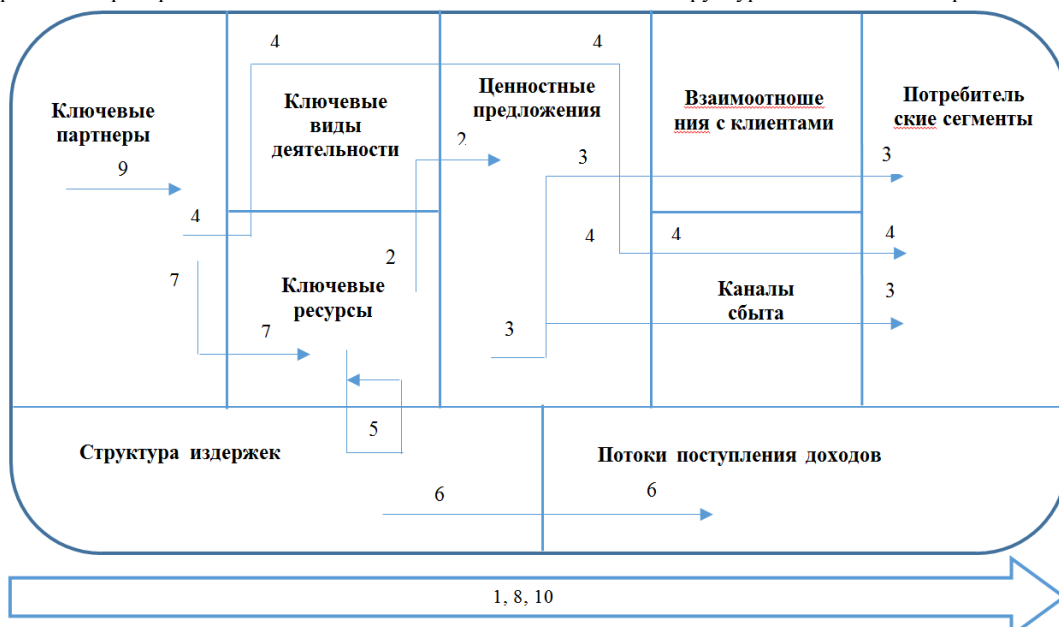 4
4
Ключевые
партнеры
9
Ключевые
виды
деятельности
Ценностные
предложения
2
3
Взаимоотноше
ния с клиентами
Потребитель
ские сегменты
3
4
7
2
Ключевые
ресурсы
7
4
4
4
3
Каналы
сбыта
3
5
Структура издержек
Потоки поступления доходов
6
6
1, 8, 10